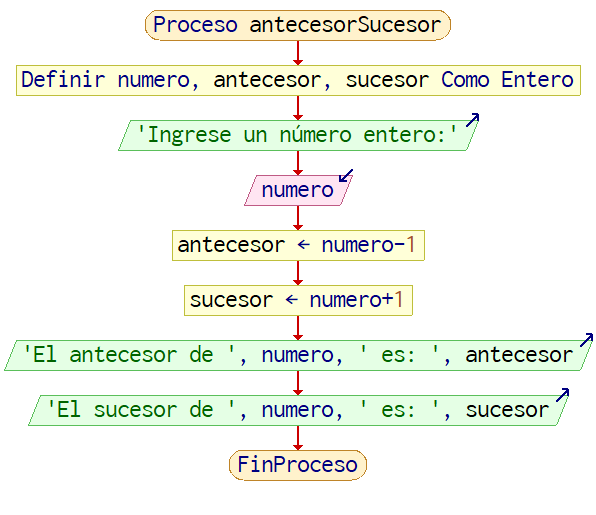 Proceso antecesorSucesor
Definir numero, antecesor, sucesor Como Entero
'Ingrese un número entero:'
numero
antecesor ← numero-1
sucesor ← numero+1
'El antecesor de ', numero, ' es: ', antecesor
'El sucesor de ', numero, ' es: ', sucesor
FinProceso